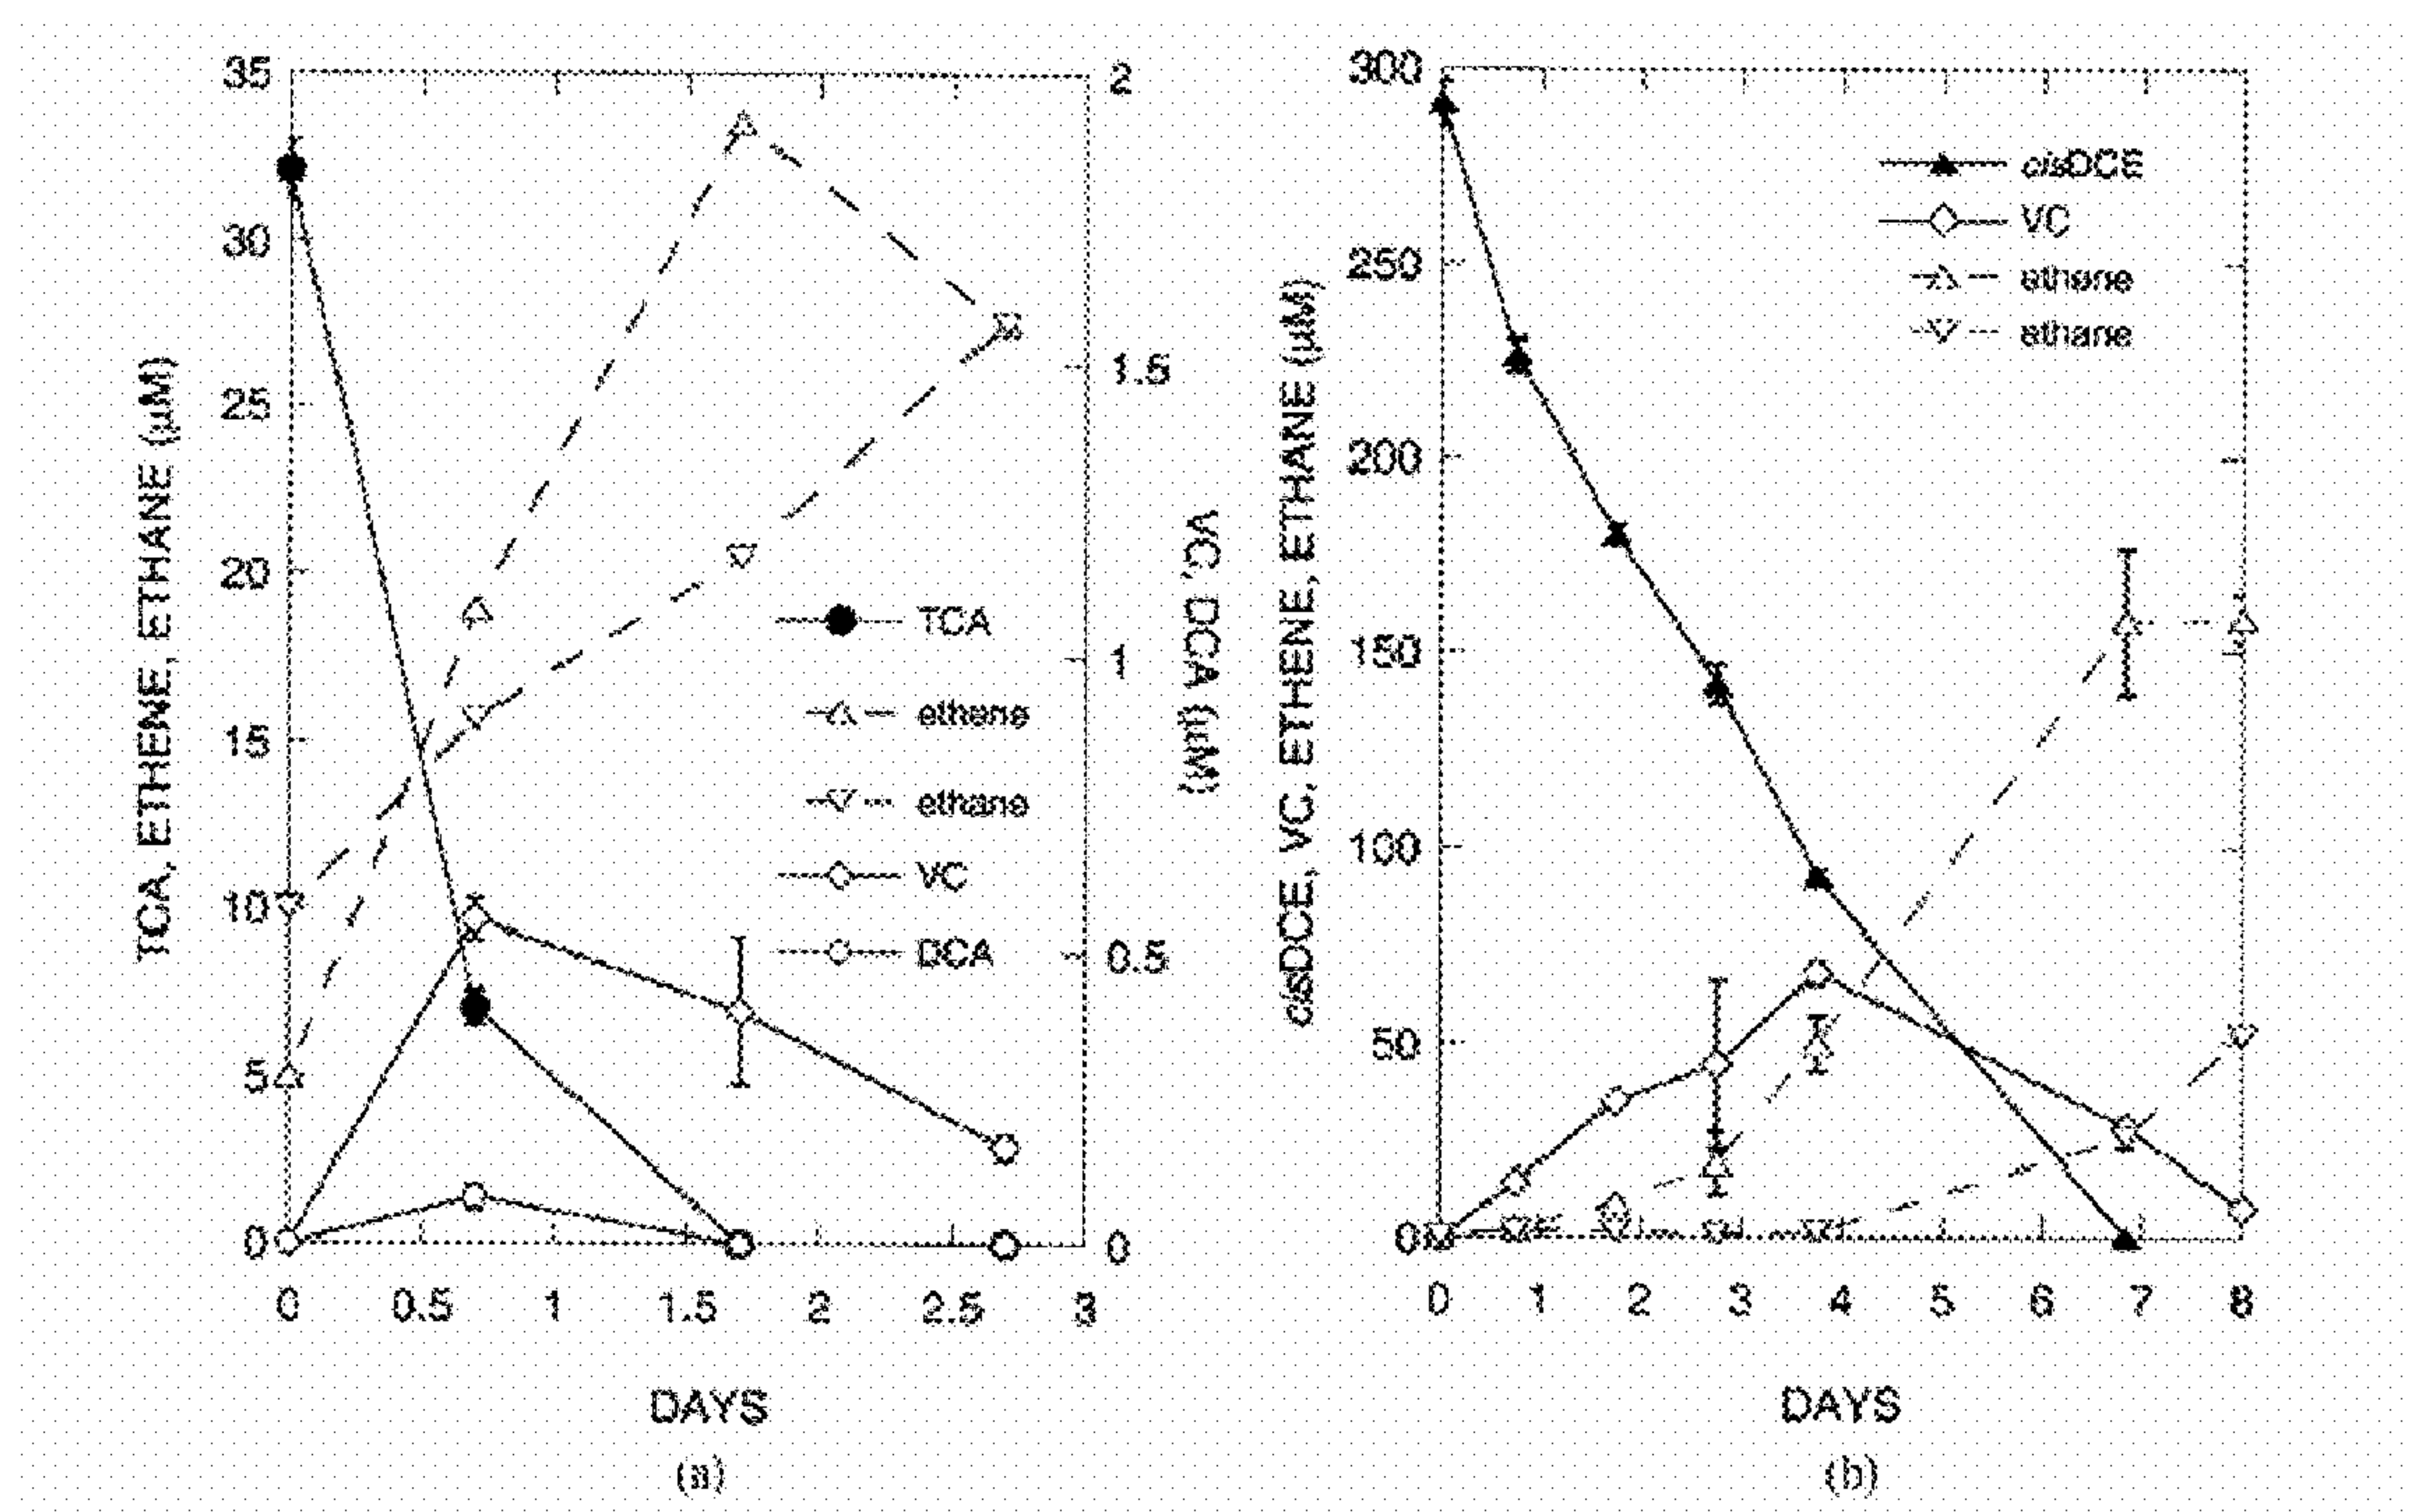 35
30
25
20
15
10
5
0
TCA, ETHENE, ETHANE (µM)
2
1.5
1
0.5
0
VC, DCA (µM)
TCA
ethene
ethane
VC
DCA
0 0.5 1 1.5 2 2.5 3
DAYS
(a)
300
250
200
150
100
50
0
cisDCE, VC, ETHENE, ETHANE (µM)
cisDCE
VC
ethene
ethane
0 1 2 3 4 5 6 7 8
DAYS
(b)